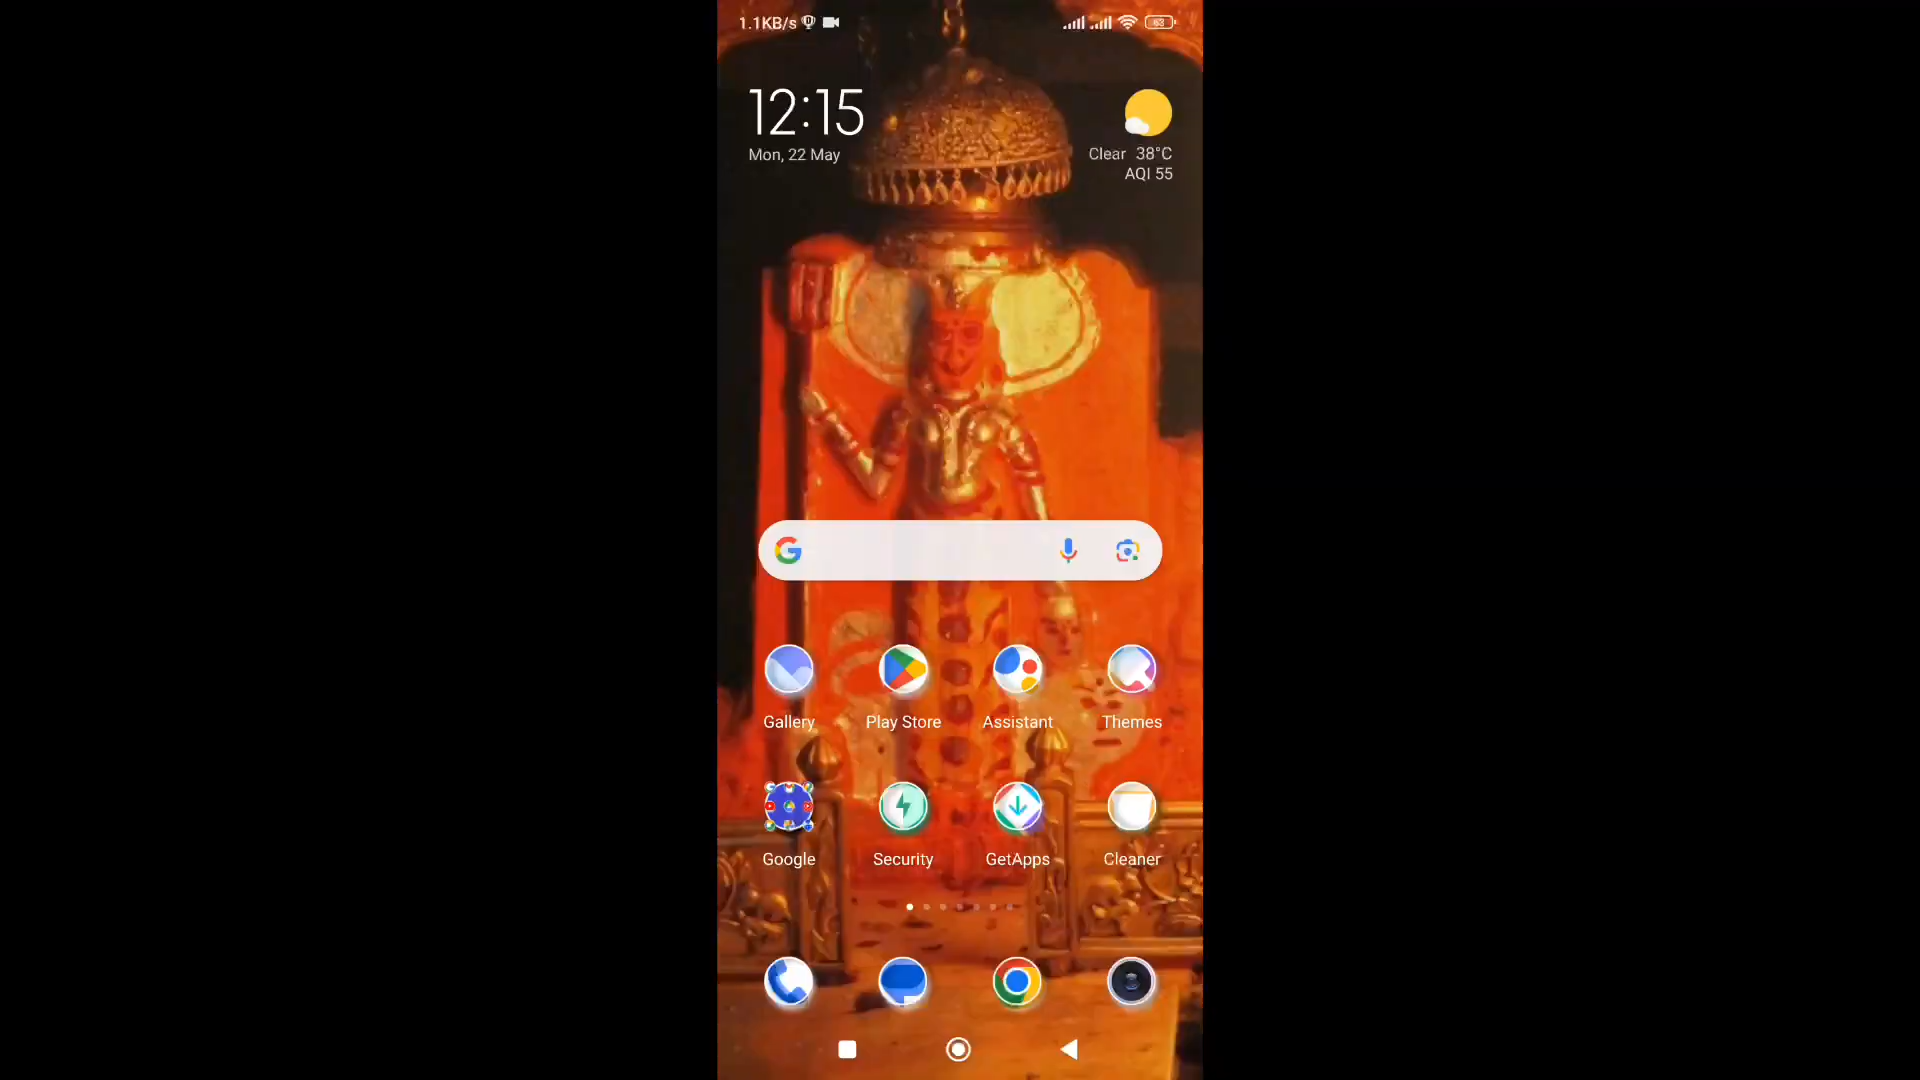 1.1KB/s
63
12:15
Mon, 22 May
Clear 38°C
AQI 55
Gallery
Play Store
Assistant
Themes
Google
Security
GetApps
Cleaner